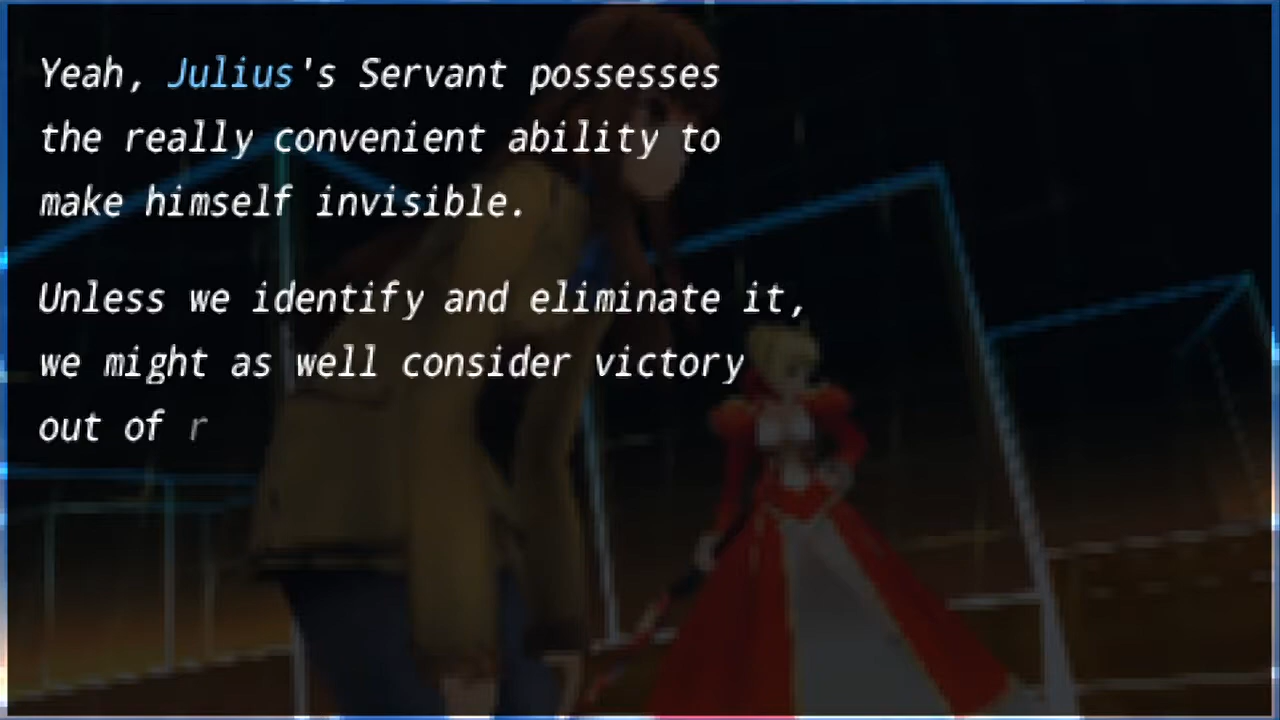 Yeah, Julius's Servant possesses
the really convenient ability to
make himself invisible.
Unless we identify and eliminate it,
we might as well consider victory
out of r